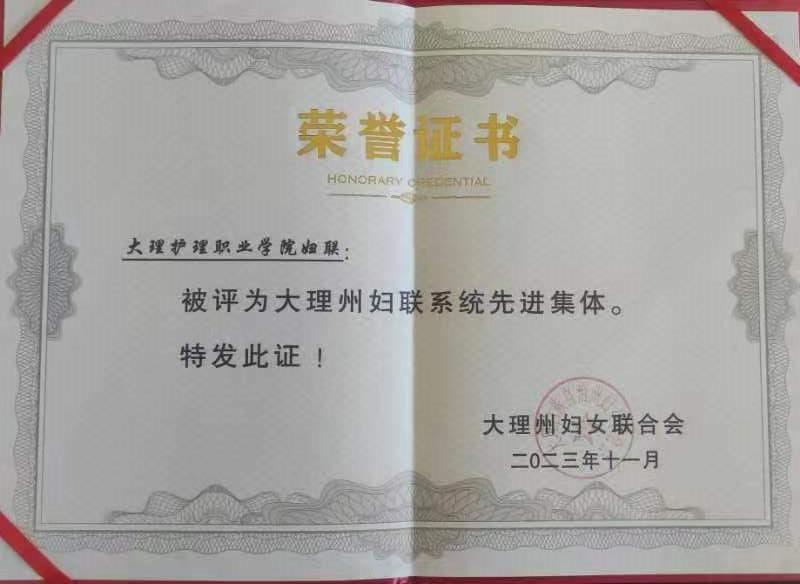 荣誉证书
HONORARY CREDENTIAL
大理护理职业学院妇联：
被评为大理州妇联系统先进集体。
特发此证！
大理州妇女联合会
二〇二三年十一月